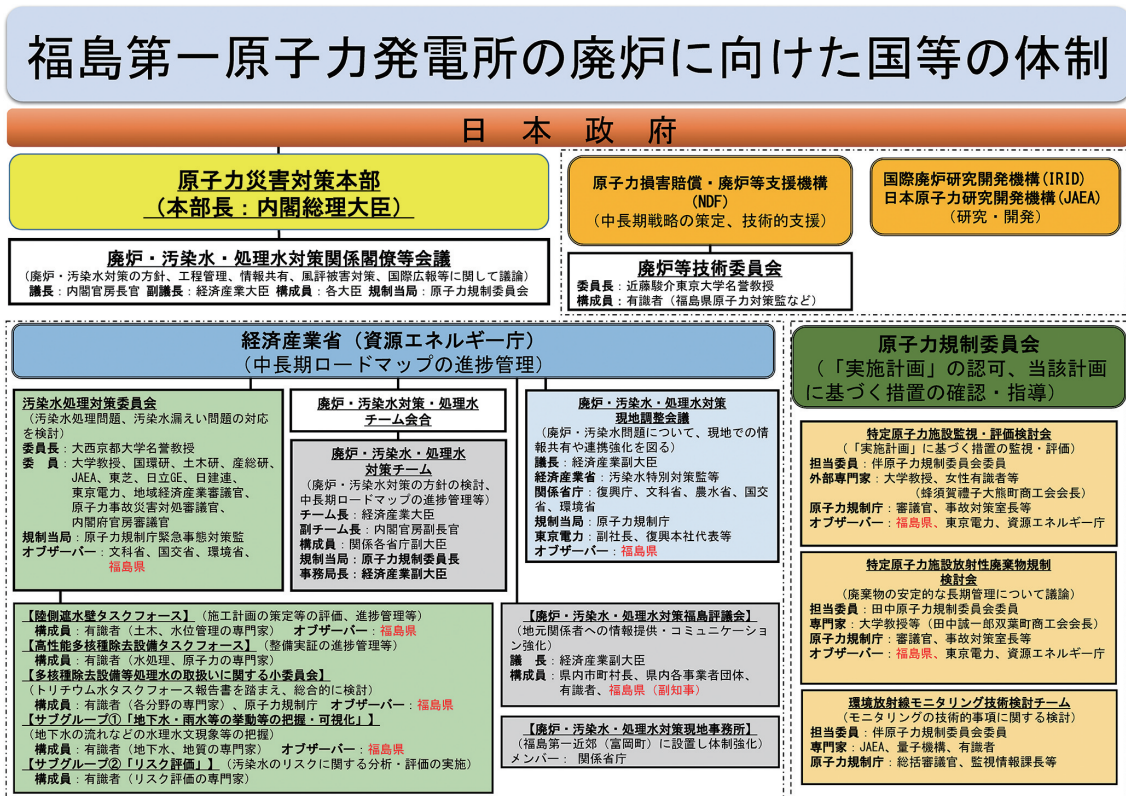 福島第一原子力発電所の廃炉に向けた国等の体制
日本政府
原子力災害対策本部
（本部長：内閣総理大臣）
廃炉・汚染水・処理水対策関係閣僚等会議
（廃炉・汚染水対策の方針、工程管理、情報共有、風評被害対策、国際広報等に関して議論）
議長：内閣官房長官 副議長：経済産業大臣 構成員：各大臣 規制当局：原子力規制委員会
原子力損害賠償・廃炉等支援機構
(NDF)
（中長期戦略の策定、技術的支援）
廃炉等技術委員会
委員長：近藤駿介東京大学名誉教授
構成員：有識者（福島県原子力対策監など）
国際廃炉研究開発機構(IRID)
日本原子力研究開発機構(JAEA)
（研究・開発）
経済産業省（資源エネルギー庁）
（中長期ロードマップの進捗管理）
汚染水処理対策委員会
（汚染水処理問題、汚染水漏えい問題の対応
を検討）
委員長：大西京都大学名誉教授
委　員：大学教授、国環研、土木研、産総研、
JAEA、東芝、日立GE、日建連、
東京電力、地域経済産業審議官、
原子力事故災害対処審議官、
内閣府官房審議官
規制当局：原子力規制庁緊急事態対策監
オブザーバー：文科省、国交省、環境省、
福島県
廃炉・汚染水対策・処理水
チーム会合
廃炉・汚染水・処理水
対策チーム
（廃炉・汚染水対策の方針の検討、
中長期ロードマップの進捗管理等）
チーム長：経済産業大臣
副チーム長：内閣官房副長官
構成員：関係各省庁副大臣
規制当局：原子力規制委員長
事務局長：経済産業副大臣
廃炉・汚染水・処理水対策
現地調整会議
（廃炉・汚染水問題について、現地での情
報共有や連携強化を図る）
議長：経済産業副大臣
経済産業省：汚染水特別対策監等
関係省庁：復興庁、文科省、農水省、国交
省、環境省
規制当局：原子力規制庁
東京電力：副社長、復興本社代表等
オブザーバー：福島県
【陸側遮水壁タスクフォース】（施工計画の策定等の評価、進捗管理等）
構成員：有識者（土木、水位管理の専門家） オブザーバー：福島県
【高性能多核種除去設備タスクフォース】（整備実証の進捗管理等）
構成員：有識者（水処理、原子力の専門家）
【多核種除去設備等処理水の取扱いに関する小委員会】
（トリチウム水タスクフォース報告書を踏まえ、総合的に検討）
構成員：有識者（各分野の専門家）、原子力規制庁 オブザーバー：福島県
【サブグループ①「地下水・雨水等の挙動等の把握・可視化」】
（地下水の流れなどの水理水文現象等の把握）
構成員：有識者（地下水、地質の専門家） オブザーバー：福島県
【サブグループ②「リスク評価」】（汚染水のリスクに関する分析・評価の実施）
構成員：有識者（リスク評価の専門家）
【廃炉・汚染水・処理水対策福島評議会】
（地元関係者への情報提供・コミュニケーショ
ン強化）
議　長：経済産業副大臣
構成員：県内市町村長、県内各事業者団体、
有識者、福島県（副知事）
【廃炉・汚染水・処理水対策現地事務所】
（福島第一近郊（富岡町）に設置し体制強化）
メンバー： 関係省庁
原子力規制委員会
（「実施計画」の認可、当該計画
に基づく措置の確認・指導）
特定原子力施設監視・評価検討会
（「実施計画」に基づく措置の監視・評価）
担当委員：伴原子力規制委員会委員
外部専門家：大学教授、女性有識者等
（蜂須賀禮子大熊町商工会会長）
原子力規制庁：審議官、事故対策室長等
オブザーバー：福島県、東京電力、資源エネルギー庁
特定原子力施設放射性廃棄物規制
検討会
（廃棄物の安定的な長期管理について議論）
担当委員：田中原子力規制委員会委員
専門家：大学教授等（田中誠一郎双葉町商工会会長）
原子力規制庁：審議官、事故対策室長等
オブザーバー：福島県、東京電力、資源エネルギー庁
環境放射線モニタリング技術検討チーム
（モニタリングの技術的事項に関する検討）
担当委員：伴原子力規制委員会委員
専門家：JAEA、量子機構、有識者
原子力規制庁：総括審議官、監視情報課長等